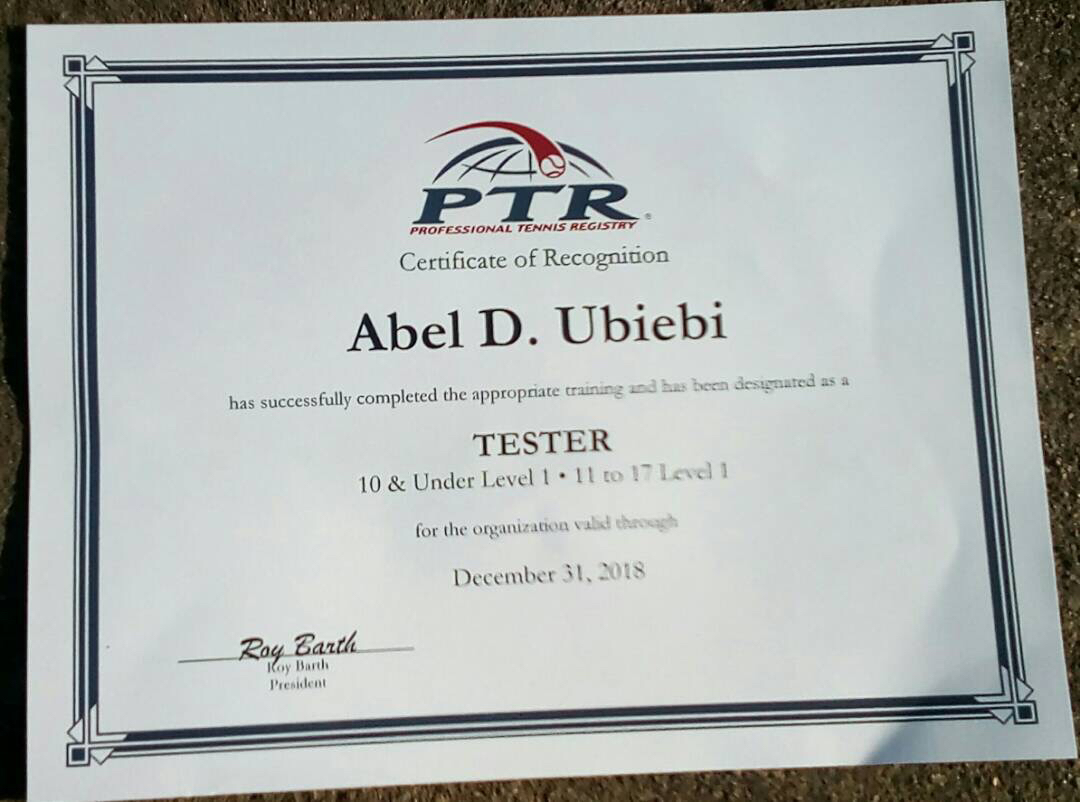 PTR®
PROFESSIONAL TENNIS REGISTRY
Certificate of Recognition
Abel D. Ubiebi
has successfully completed the appropriate training and has been designated as a
TESTER
10 & Under Level 1 • 11 to 17 Level 1
for the organization valid through
December 31, 2018
Roy Barth
Roy Barth
President